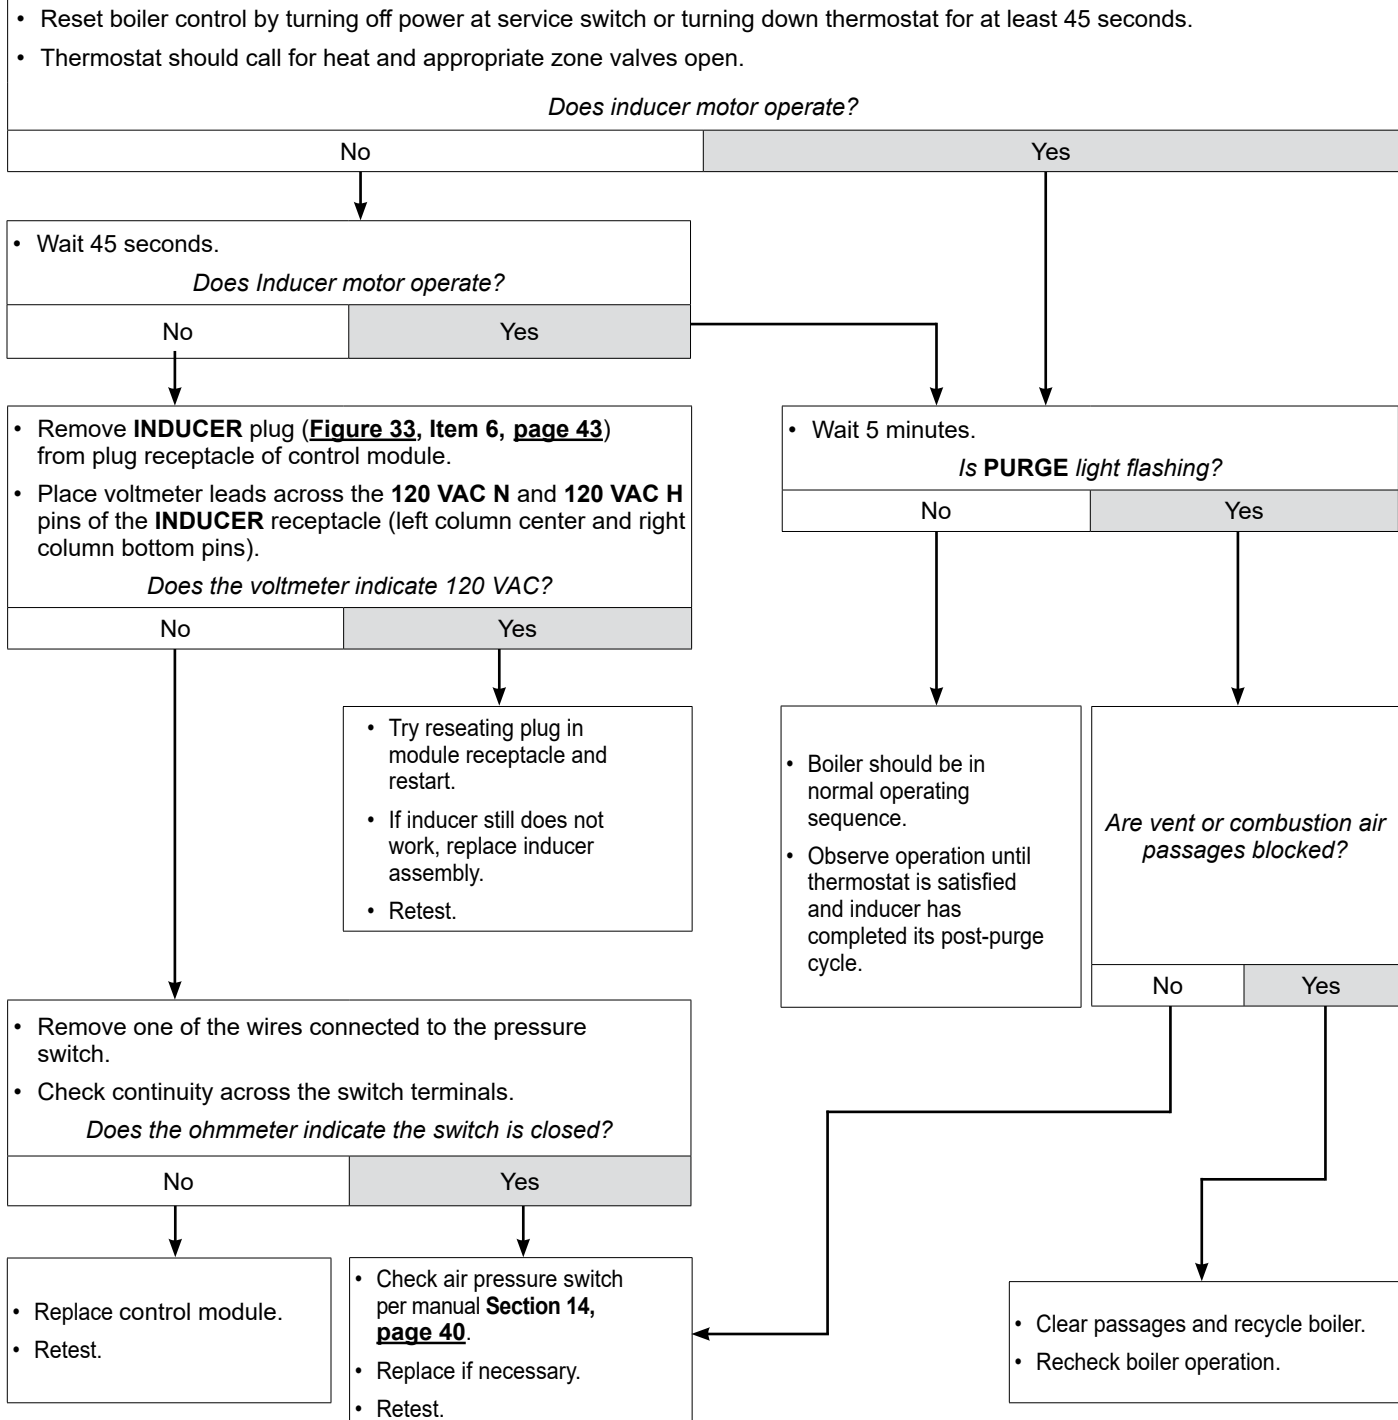 • Reset boiler control by turning off power at service switch or turning down thermostat for at least 45 seconds.
• Thermostat should call for heat and appropriate zone valves open.
Does inducer motor operate?
No
Yes
• Wait 45 seconds.
Does Inducer motor operate?
No
Yes
• Remove INDUCER plug (Figure 33, Item 6, page 43)
from plug receptacle of control module.
• Place voltmeter leads across the 120 VAC N and 120 VAC H
pins of the INDUCER receptacle (left column center and right
column bottom pins).
Does the voltmeter indicate 120 VAC?
No
Yes
• Wait 5 minutes.
Is PURGE light flashing?
No
Yes
• Try reseating plug in
module receptacle and
restart.
• If inducer still does not
work, replace inducer
assembly.
• Retest.
• Boiler should be in
normal operating
sequence.
• Observe operation until
thermostat is satisfied
and inducer has
completed its post-purge
cycle.
Are vent or combustion air
passages blocked?
No
Yes
• Remove one of the wires connected to the pressure
switch.
• Check continuity across the switch terminals.
Does the ohmmeter indicate the switch is closed?
No
Yes
• Replace control module.
• Retest.
• Check air pressure switch
per manual Section 14,
page 40.
• Replace if necessary.
• Retest.
• Clear passages and recycle boiler.
• Recheck boiler operation.